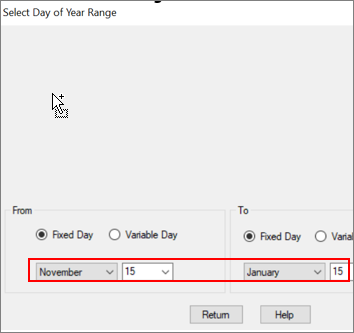 Select Day of Year Range
From
To
Fixed Day Variable Day
Fixed Day
November 15
January 15
Return Help